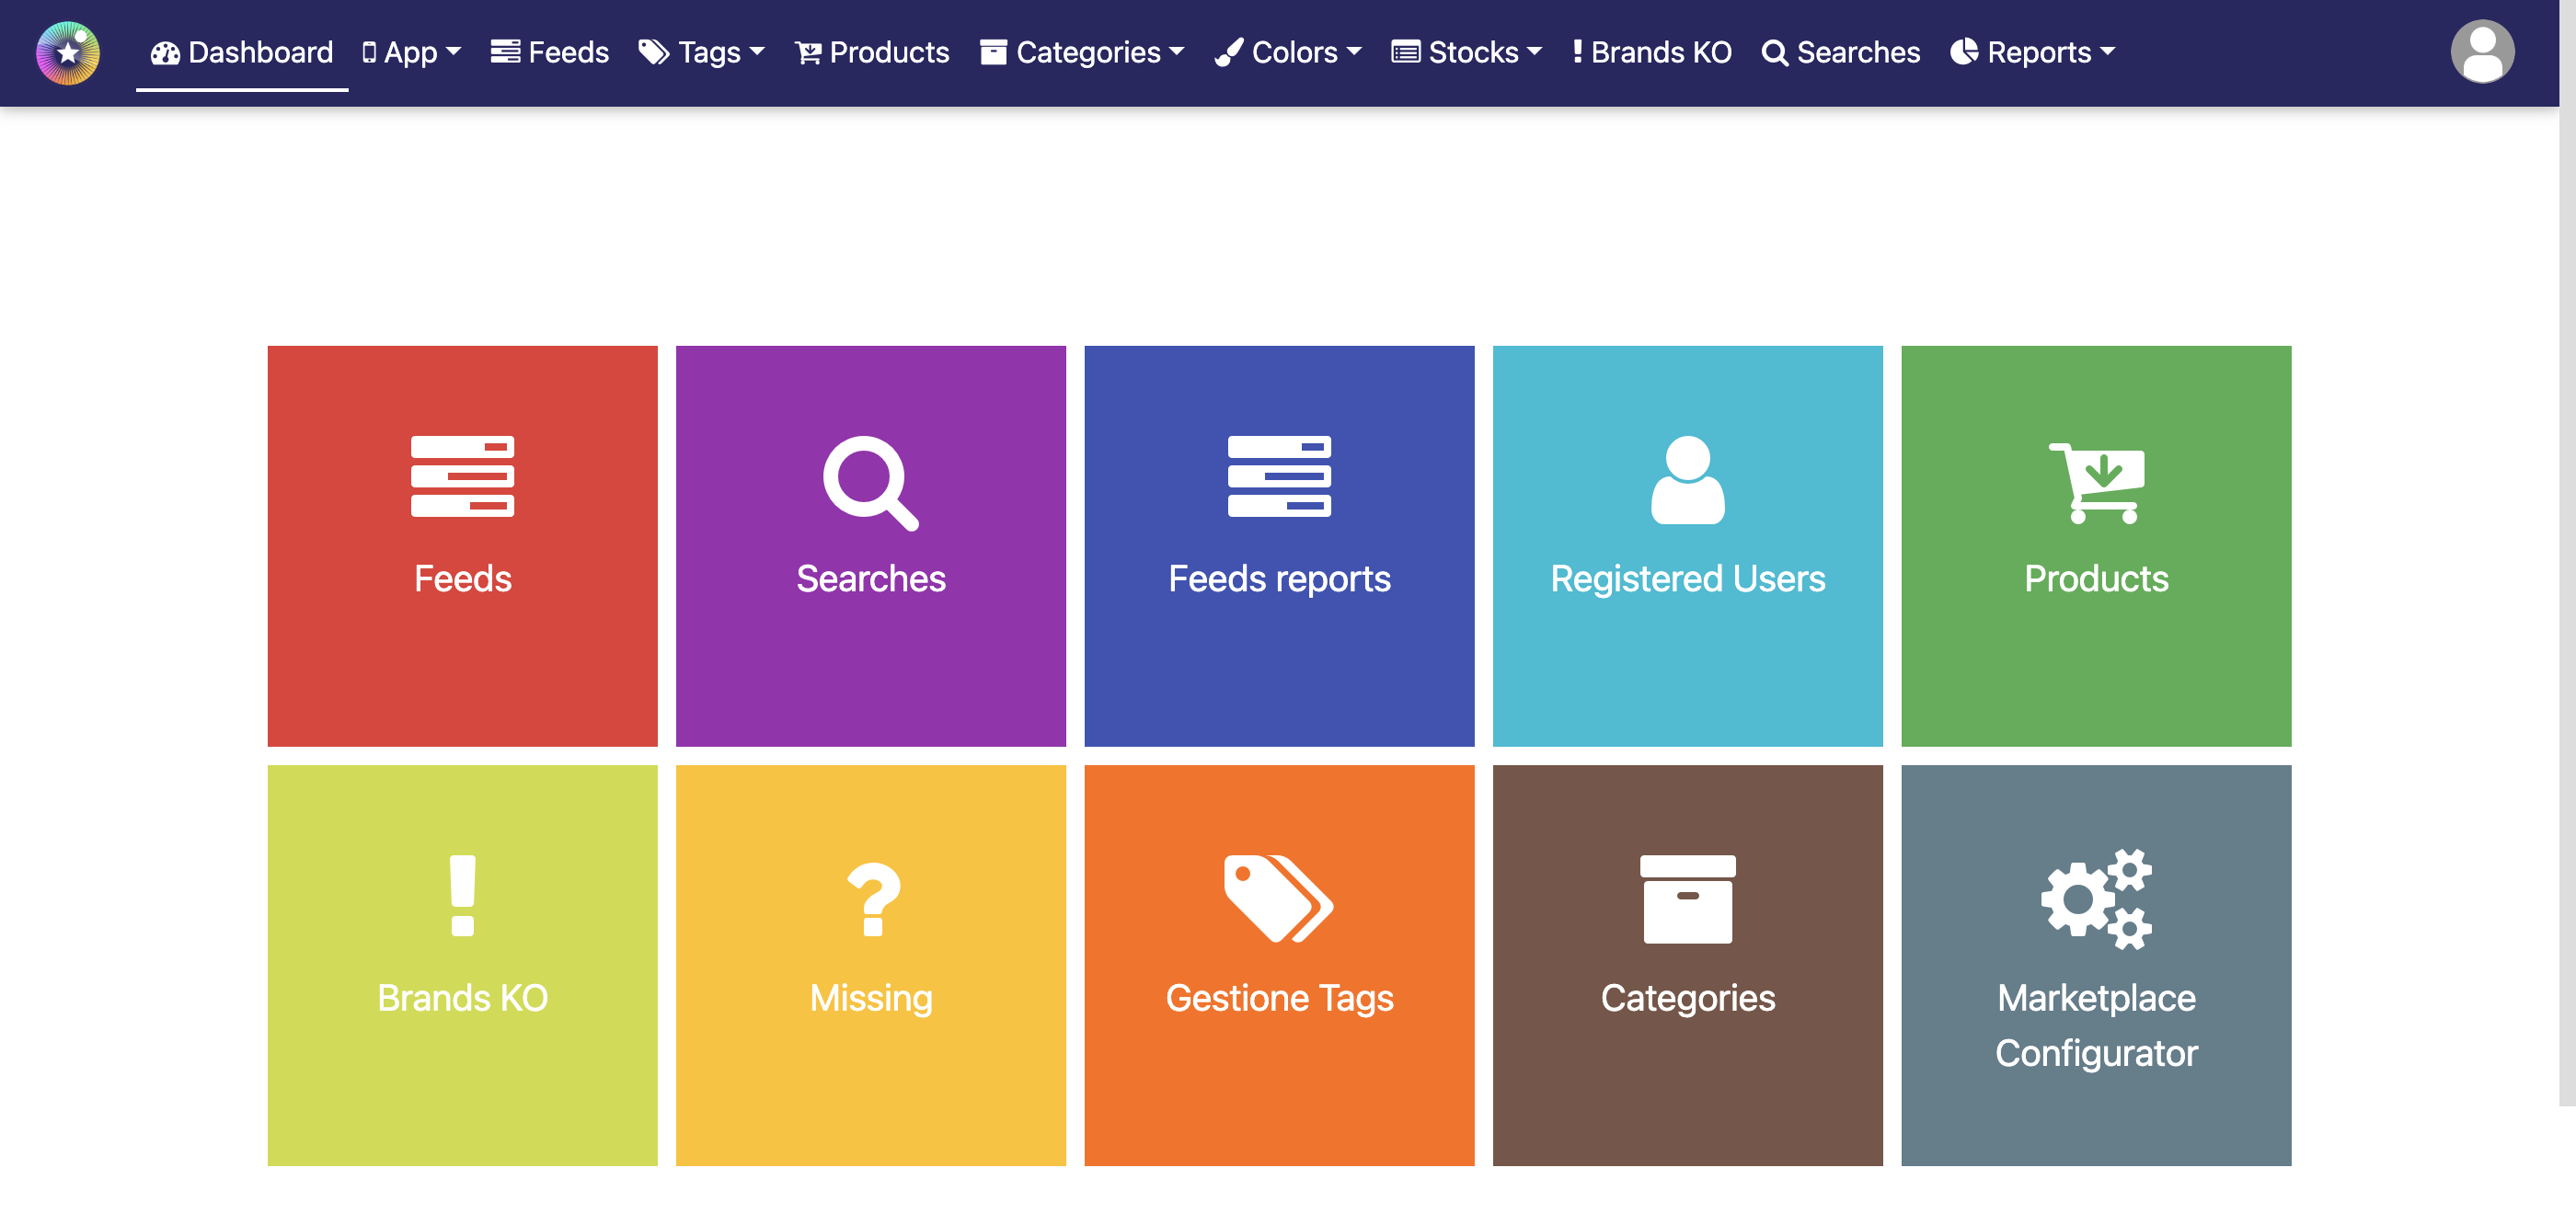 Dashboard App Feeds Tags Products Categories Colors Stocks Brands KO Searches Reports
Feeds
Searches
Feeds reports
Registered Users
Products
Brands KO
Missing
Gestione Tags
Categories
Marketplace
Configurator